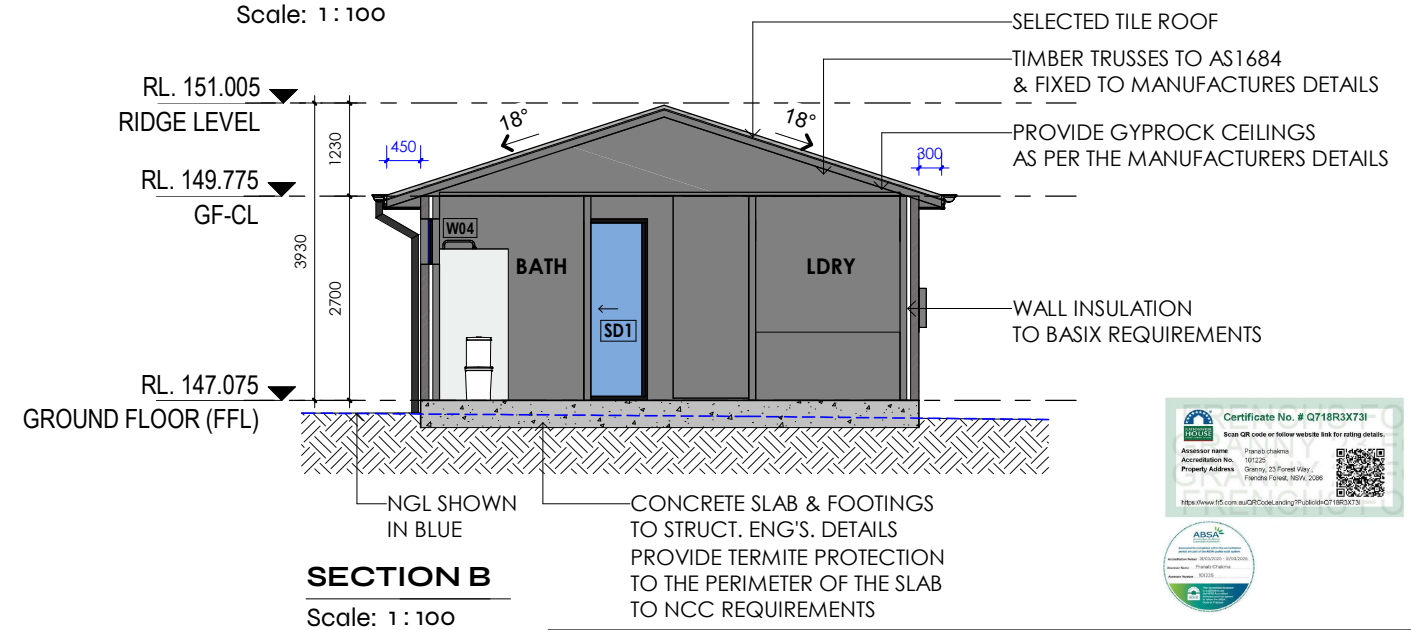 Scale: 1:100
SELECTED TILE ROOF
TIMBER TRUSSES TO AS1684
& FIXED TO MANUFACTURES DETAILS
RL. 151.005
RIDGE LEVEL
18°
18°
PROVIDE GYPROCK CEILINGS
AS PER THE MANUFACTURERS DETAILS
450
1230
300
RL. 149.775
GF-CL
W04
3930
BATH
LDRY
2700
SD1
WALL INSULATION
TO BASIX REQUIREMENTS
RL. 147.075
GROUND FLOOR (FFL)
NGL SHOWN
IN BLUE
CONCRETE SLAB & FOOTINGS
TO STRUCT. ENG'S. DETAILS
PROVIDE TERMITE PROTECTION
TO THE PERIMETER OF THE SLAB
TO NCC REQUIREMENTS
SECTION B
Scale: 1:100
Certificate No. # Q718R3X73I
Scan QR code or follow website link for rating details.
Assessor name Pranab chakma
Accreditation No. 101225
Property Address Granny, 23 Forest Way,
Frenchs Forest, NSW, 2086
HOUSE
ABSA
Pranab Chakma